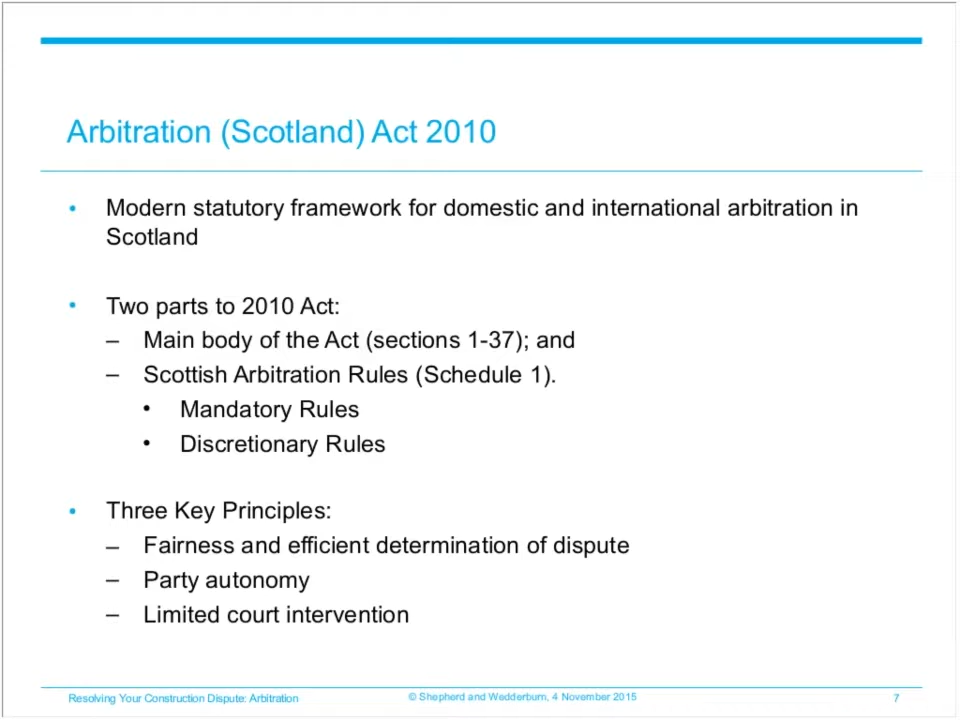 Arbitration (Scotland) Act 2010
• Modern statutory framework for domestic and international arbitration in
Scotland
• Two parts to 2010 Act:
– Main body of the Act (sections 1-37); and
– Scottish Arbitration Rules (Schedule 1).
• Mandatory Rules
• Discretionary Rules
• Three Key Principles:
– Fairness and efficient determination of dispute
– Party autonomy
– Limited court intervention
Resolving Your Construction Dispute: Arbitration
© Shepherd and Wedderburn, 4 November 2015
7